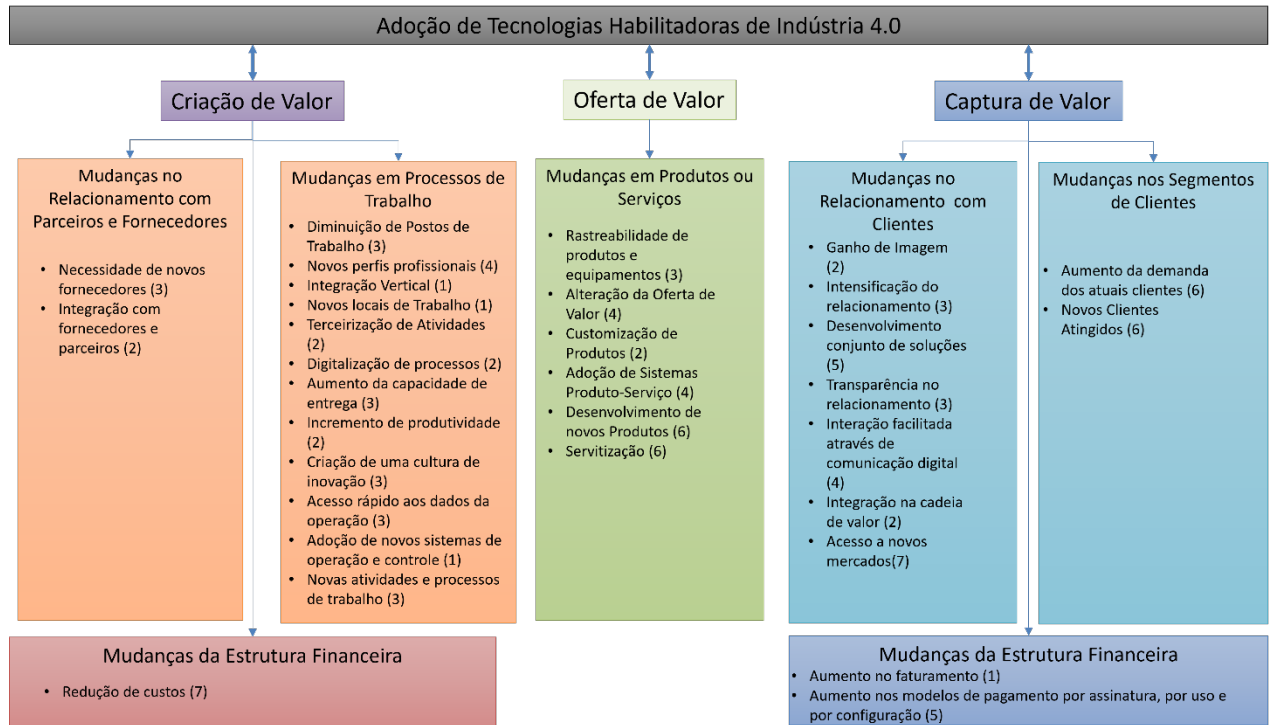 Adoção de Tecnologias Habilitadoras de Indústria 4.0
Criação de Valor
Oferta de Valor
Captura de Valor
Mudanças no
Relacionamento com
Parceiros e Fornecedores
• Necessidade de novos
fornecedores (3)
• Integração com
fornecedores e
parceiros (2)
Mudanças em Processos de
Trabalho
• Diminuição de Postos de
Trabalho (3)
• Novos perfis profissionais (4)
• Integração Vertical (1)
• Novos locais de Trabalho (1)
• Terceirização de Atividades
(2)
• Digitalização de processos (2)
• Aumento da capacidade de
entrega (3)
• Incremento de produtividade
(2)
• Criação de uma cultura de
inovação (3)
• Acesso rápido aos dados da
operação (3)
• Adoção de novos sistemas de
operação e controle (1)
• Novas atividades e processos
de trabalho (3)
Mudanças em Produtos ou
Serviços
• Rastreabilidade de
produtos e
equipamentos (3)
• Alteração da Oferta de
Valor (4)
• Customização de
Produtos (2)
• Adoção de Sistemas
Produto-Serviço (4)
• Desenvolvimento de
novos Produtos (6)
• Servitização (6)
Mudanças no
Relacionamento com
Clientes
• Ganho de Imagem
(2)
• Intensificação do
relacionamento (3)
• Desenvolvimento
conjunto de soluções
(5)
• Transparência no
relacionamento (3)
• Interação facilitada
através de
comunicação digital
(4)
• Integração na cadeia
de valor (2)
• Acesso a novos
mercados(7)
Mudanças nos Segmentos
de Clientes
• Aumento da demanda
dos atuais clientes (6)
• Novos Clientes
Atingidos (6)
Mudanças da Estrutura Financeira
• Redução de custos (7)
Mudanças da Estrutura Financeira
• Aumento no faturamento (1)
• Aumento nos modelos de pagamento por assinatura, por uso e
por configuração (5)